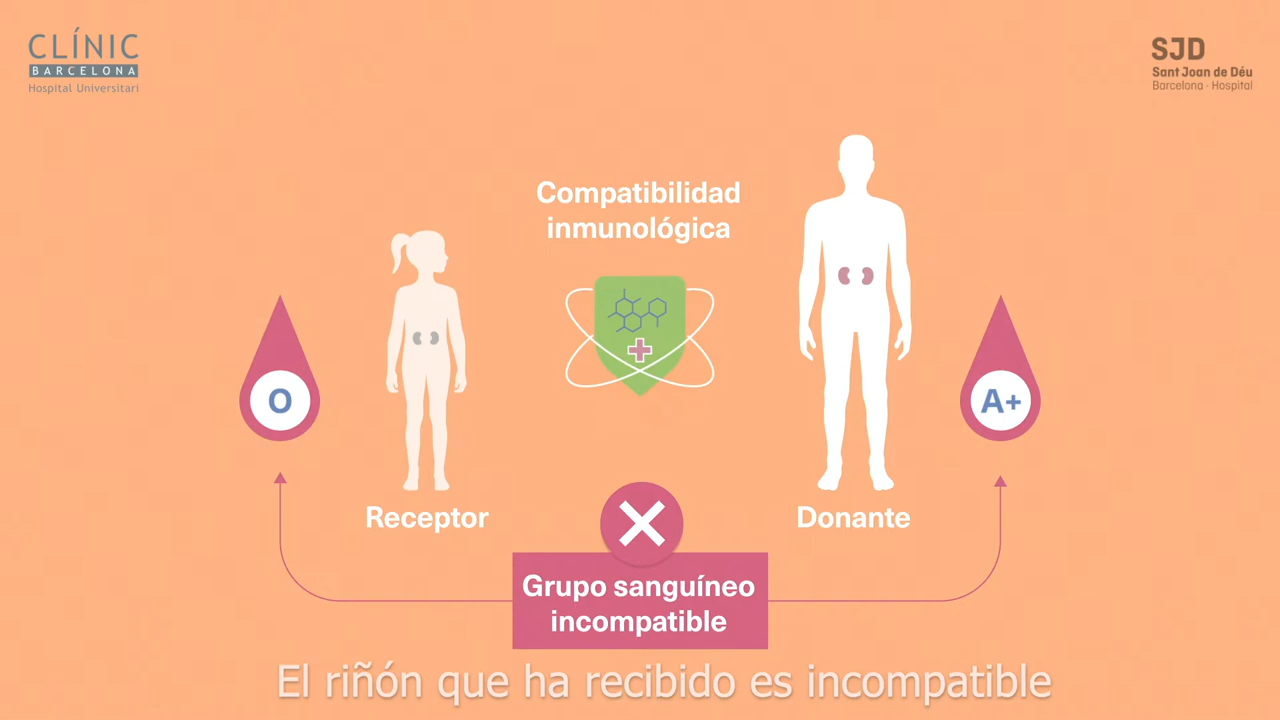 CLÍNIC
BARCELONA
Hospital Universitari
SJD
Sant Joan de Déu
Barcelona · Hospital
Compatibilidad
inmunológica
O
A+
Receptor
Donante
Grupo sanguíneo
incompatible
El riñón que ha recibido es incompatible